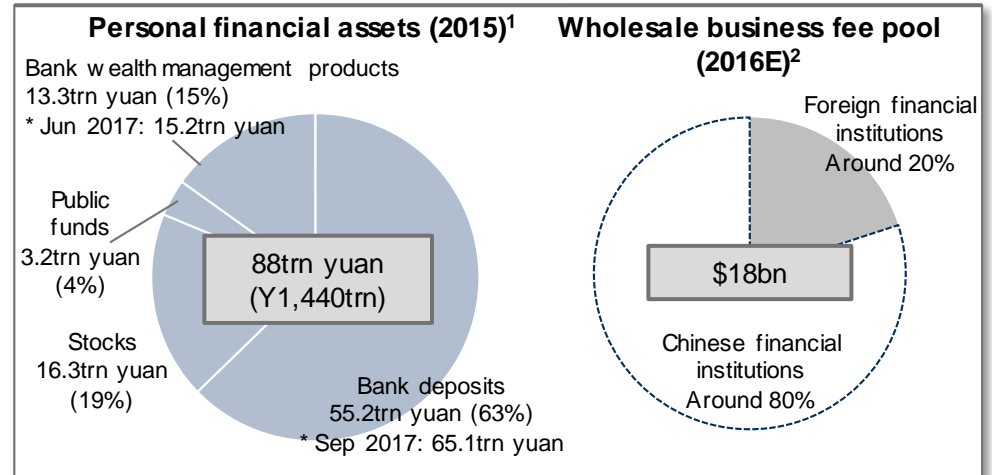 Personal financial assets (2015)1
Bank wealth management products
13.3trn yuan (15%)
* Jun 2017: 15.2trn yuan
Public
funds
3.2trn yuan
(4%)
88trn yuan
(Y1,440trn)
Stocks
16.3trn yuan
(19%)
Bank deposits
55.2trn yuan (63%)
* Sep 2017: 65.1trn yuan
Wholesale business fee pool
(2016E)2
Foreign financial
institutions
Around 20%
$18bn
Chinese financial
institutions
Around 80%